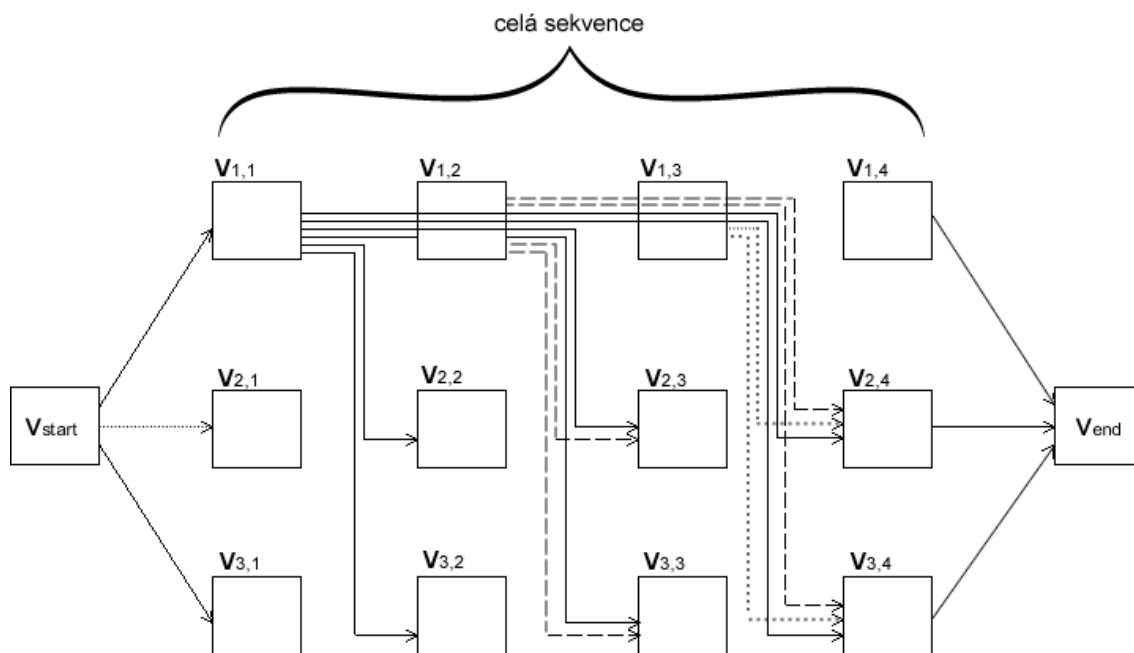 celá sekvence
V1,1 V1,2 V1,3 V1,4
V2,1 V2,2 V2,3 V2,4
Vstart Vend
V3,1 V3,2 V3,3 V3,4